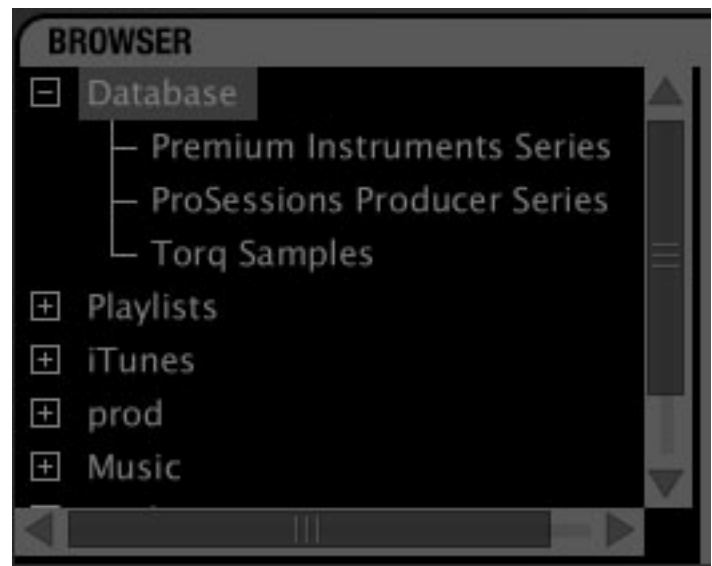 BROWSER
Database
Premium Instruments Series
ProSessions Producer Series
Torq Samples
Playlists
iTunes
prod
Music